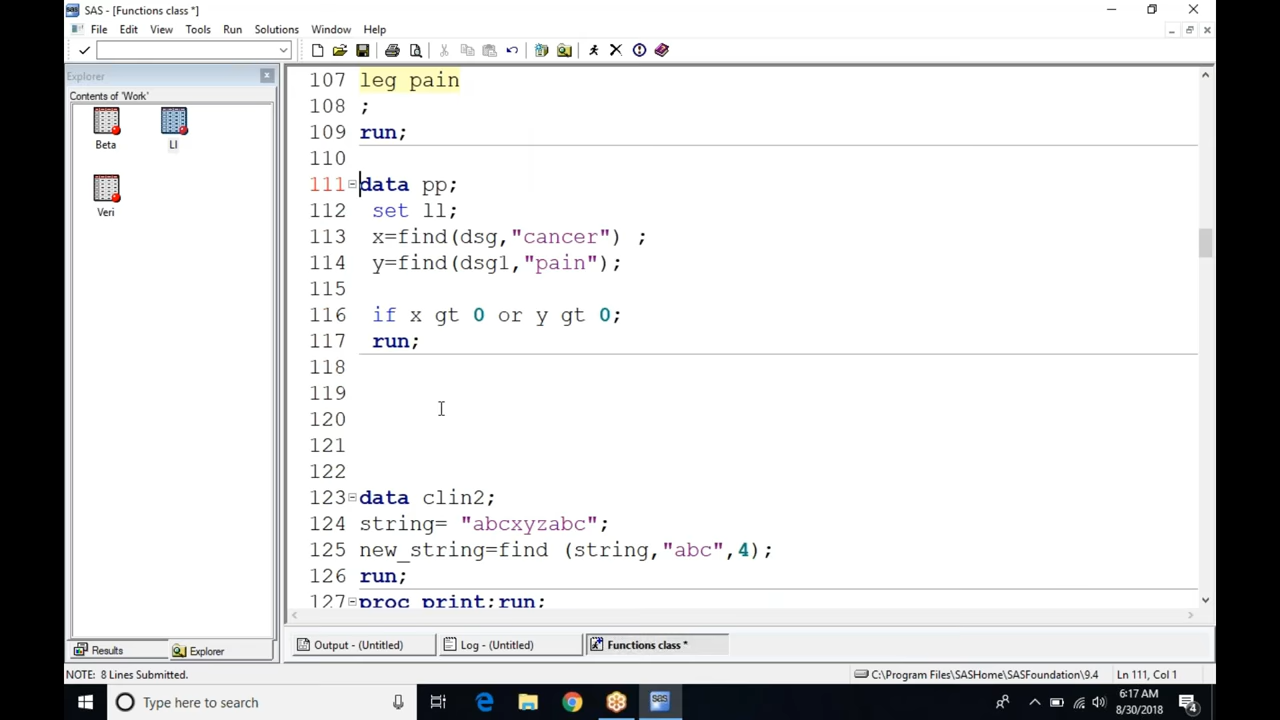 SAS - [Functions class *]
File Edit View Tools Solutions Run Window Help
Explorer
Contents of 'Work'
Beta
LI
Veri
107 leg pain
108 ;
109 run;
110
111 data pp;
112 set ll;
113 x=find(dsg,"cancer") ;
114 y=find(dsg1,"pain");
115
116 if x gt 0 or y gt 0;
117 run;
118
119
120
121
122
123 data clin2;
124 string= "abcxyzabc";
125 new_string=find (string,"abc",4);
126 run;
127 proc print;run;
Results
Explorer
Output - (Untitled)
Log - (Untitled)
Functions class *
NOTE: 8 Lines Submitted.
C:\Program Files\SASHome\SASFoundation\9.4
Ln 111, Col 1
Type here to search
6:17 AM
8/30/2018
4